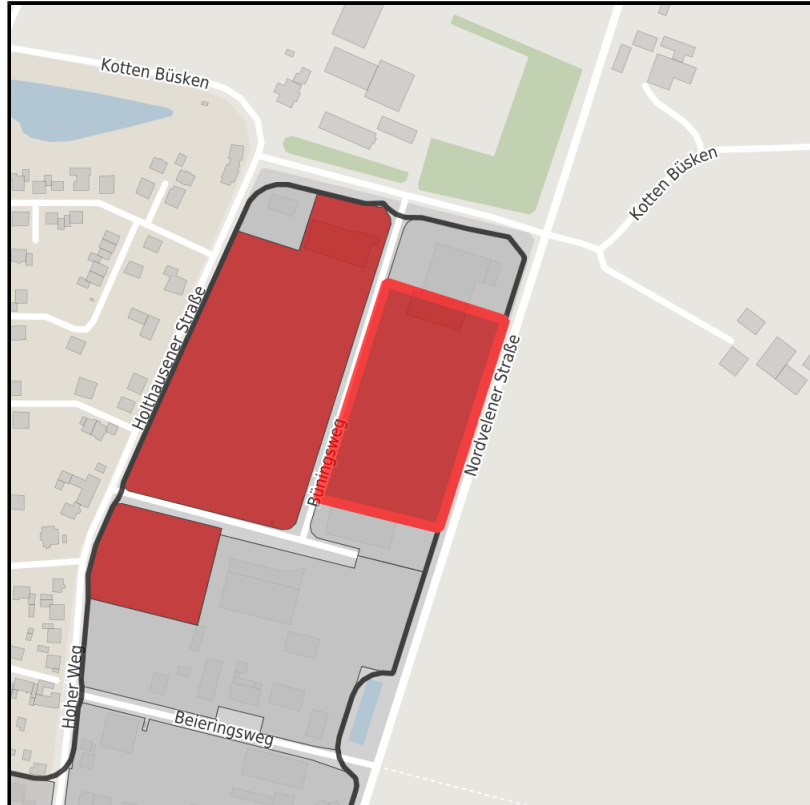 Kotten Büsken
Kotten Büsken
Holthausener Straße
Nordvelener Straße
Büningsweg
Hoher Weg
Beieringsweg